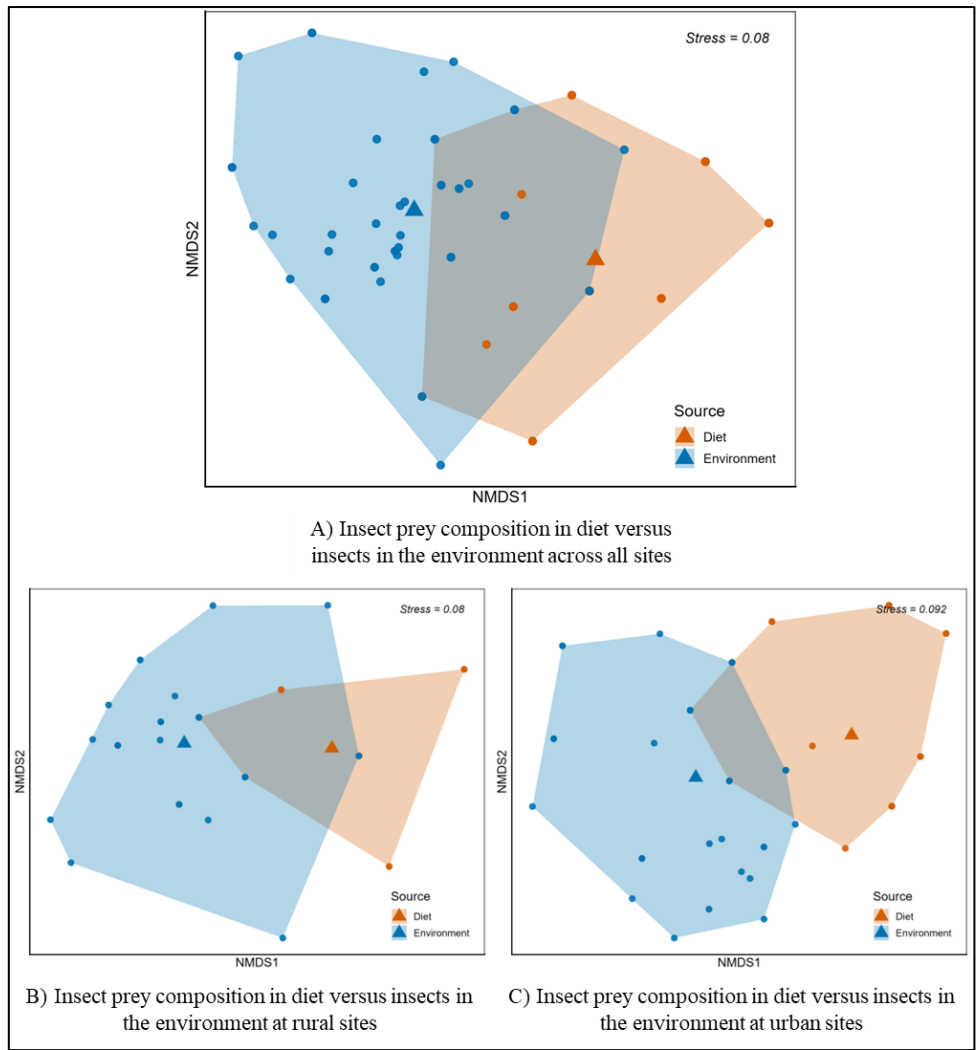 Stress = 0.08
NMDS2
Source
Diet
Environment
NMDS1
A) Insect prey composition in diet versus
insects in the environment across all sites
Stress = 0.08
NMDS2
Source
Diet
Environment
NMDS1
B) Insect prey composition in diet versus insects in
the environment at rural sites
Stress = 0.092
NMDS2
Source
Diet
Environment
NMDS1
C) Insect prey composition in diet versus insects in
the environment at urban sites